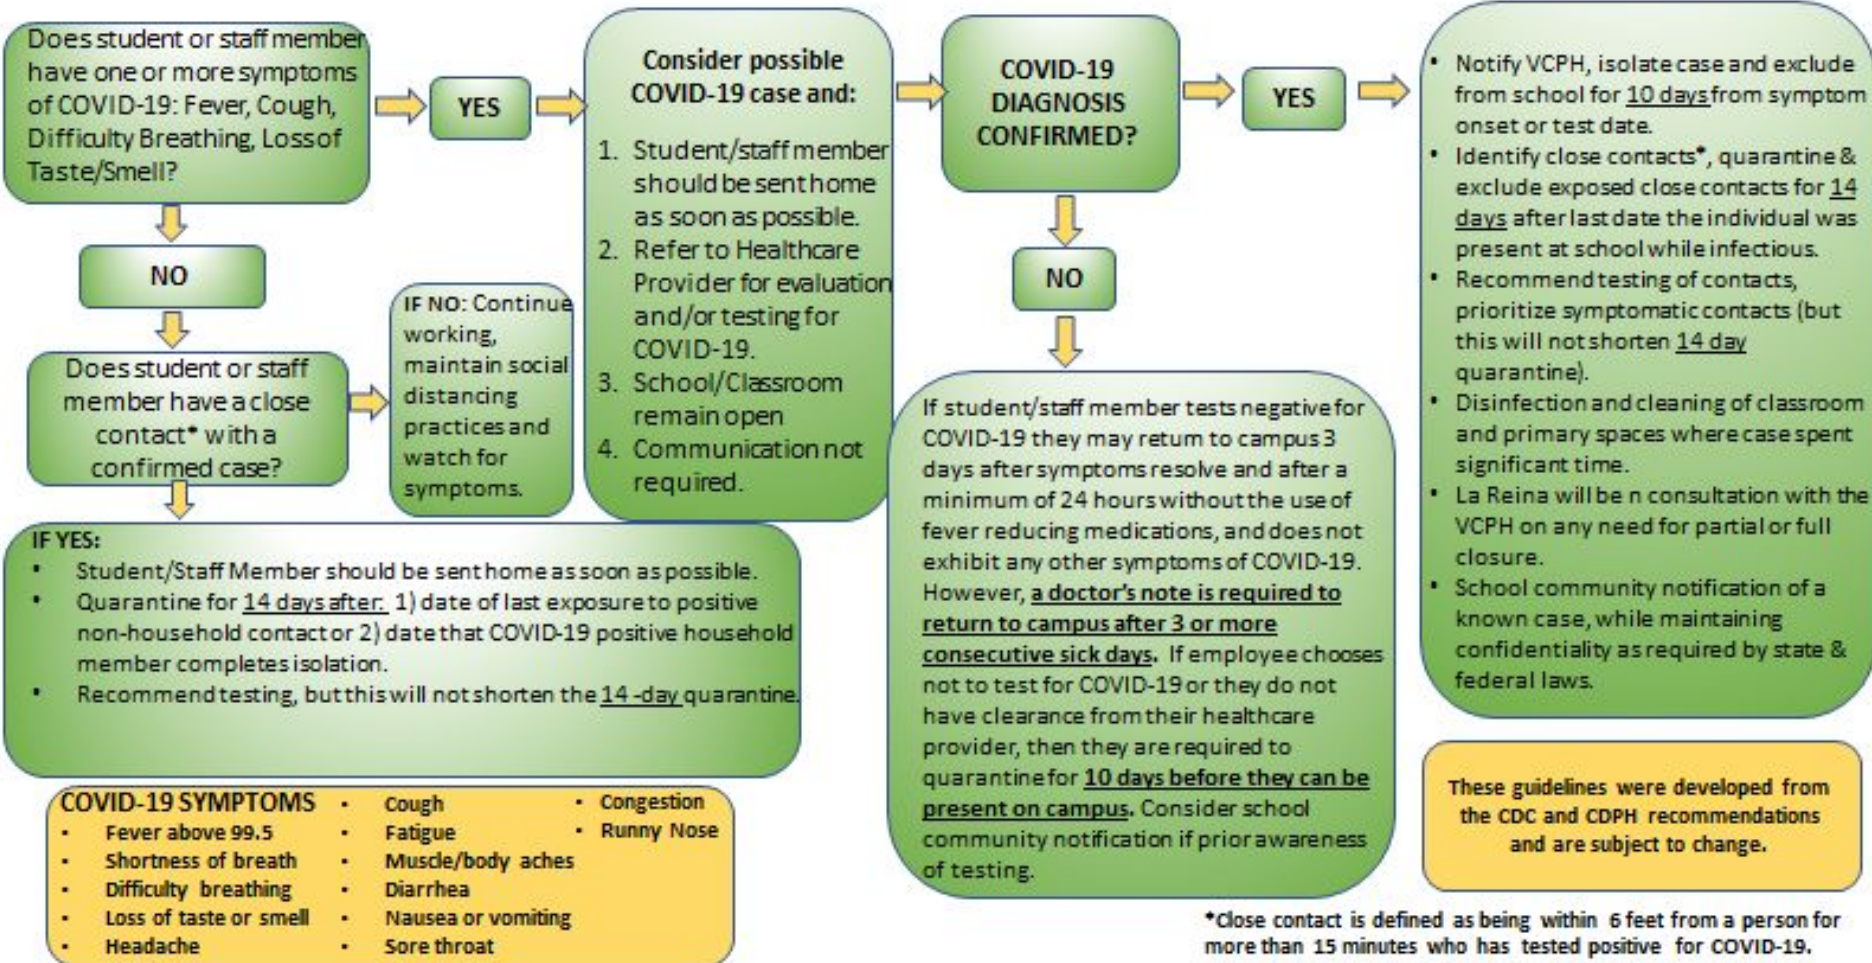 Does student or staff member
have one or more symptoms
of COVID-19: Fever, Cough,
Difficulty Breathing, Loss of
Taste/Smell?
YES
NO
Does student or staff
member have a close
contact* with a
confirmed case?
IF NO: Continue
working,
maintain social
distancing
practices and
watch for
symptoms.
IF YES:
• Student/Staff Member should be sent home as soon as possible.
• Quarantine for 14 days after: 1) date of last exposure to positive
non-household contact or 2) date that COVID-19 positive household
member completes isolation.
• Recommend testing, but this will not shorten the 14 -day quarantine.
Consider possible
COVID-19 case and:
1. Student/staff member
should be sent home
as soon as possible.
2. Refer to Healthcare
Provider for evaluation
and/or testing for
COVID-19.
3. School/Classroom
remain open
4. Communication not
required.
COVID-19
DIAGNOSIS
CONFIRMED?
YES
NO
If student/staff member tests negative for
COVID-19 they may return to campus 3
days after symptoms resolve and after a
minimum of 24 hours without the use of
fever reducing medications, and does not
exhibit any other symptoms of COVID-19.
However, a doctor's note is required to
return to campus after 3 or more
consecutive sick days. If employee chooses
not to test for COVID-19 or they do not
have clearance from their healthcare
provider, then they are required to
quarantine for 10 days before they can be
present on campus. Consider school
community notification if prior awareness
of testing.
• Notify VCPH, isolate case and exclude
from school for 10 days from symptom
onset or test date.
• Identify close contacts*, quarantine &
exclude exposed close contacts for 14
days after last date the individual was
present at school while infectious.
• Recommend testing of contacts,
prioritize symptomatic contacts (but
this will not shorten 14 day
quarantine).
• Disinfection and cleaning of classroom
and primary spaces where case spent
significant time.
• La Reina will be n consultation with the
VCPH on any need for partial or full
closure.
• School community notification of a
known case, while maintaining
confidentiality as required by state &
federal laws.
COVID-19 SYMPTOMS
• Fever above 99.5
• Shortness of breath
• Difficulty breathing
• Loss of taste or smell
• Headache
• Cough
• Fatigue
• Muscle/body aches
• Diarrhea
• Nausea or vomiting
• Sore throat
• Congestion
• Runny Nose
These guidelines were developed from
the CDC and CDPH recommendations
and are subject to change.
*Close contact is defined as being within 6 feet from a person for
more than 15 minutes who has tested positive for COVID-19.